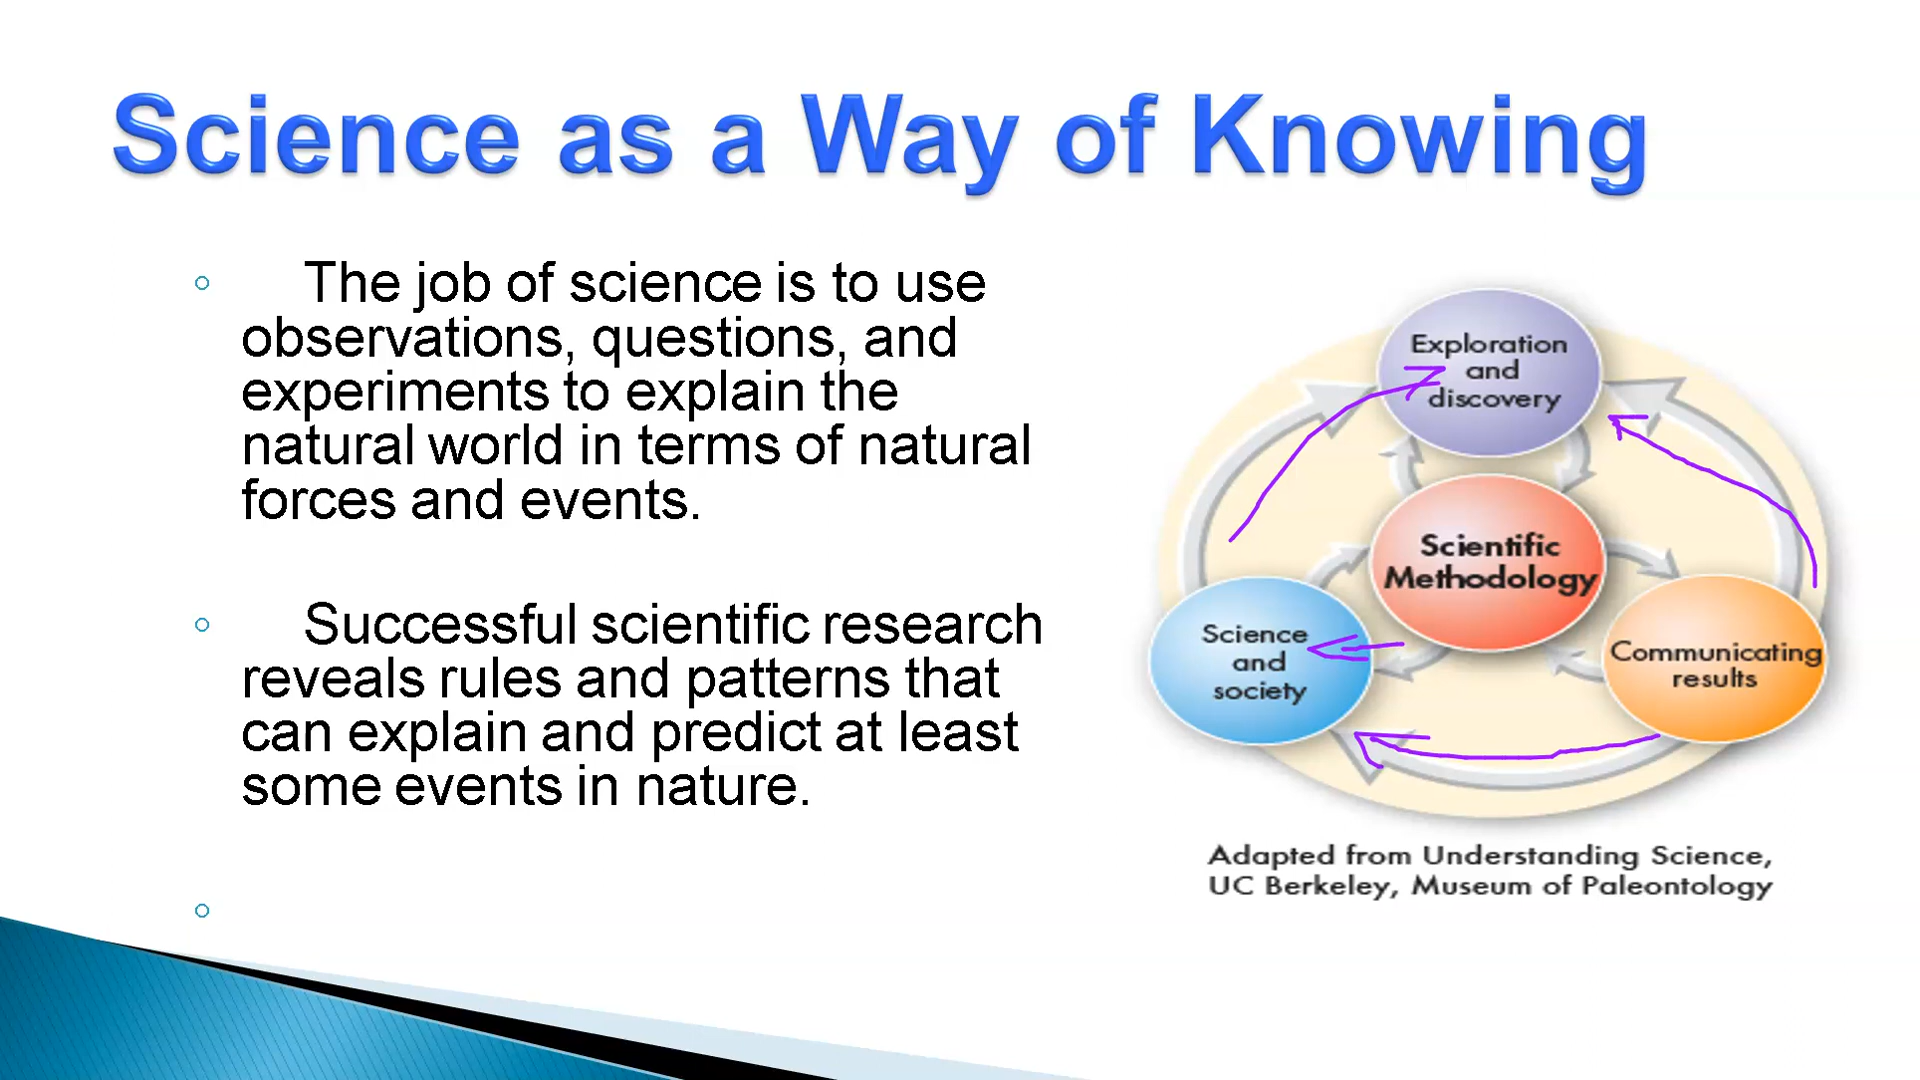 Science as a Way of Knowing
The job of science is to use
observations, questions, and
experiments to explain the
natural world in terms of natural
forces and events.
Successful scientific research
reveals rules and patterns that
can explain and predict at least
some events in nature.
Exploration
and
discovery
Scientific
Methodology
Science
and
society
Communicating
results
Adapted from Understanding Science,
UC Berkeley, Museum of Paleontology